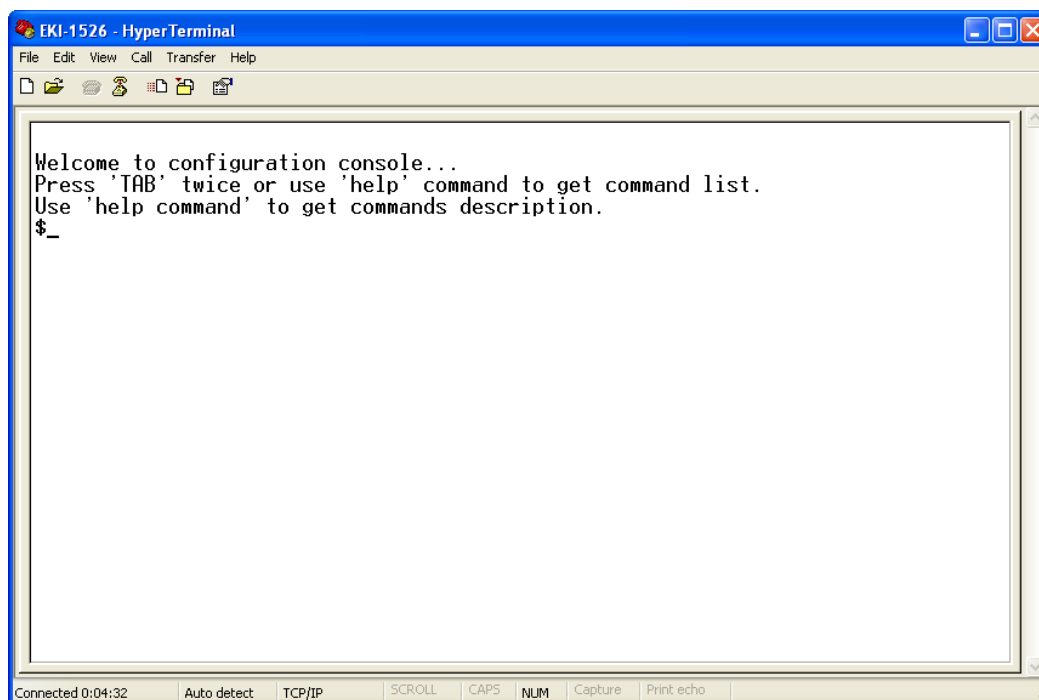 EKI-1526 - HyperTerminal
File Edit View Call Transfer Help
Welcome to configuration console...
Press 'TAB' twice or use 'help' command to get command list.
Use 'help command' to get commands description.
$_
Connected 0:04:32 Auto detect TCP/IP SCROLL CAPS NUM Capture Print echo